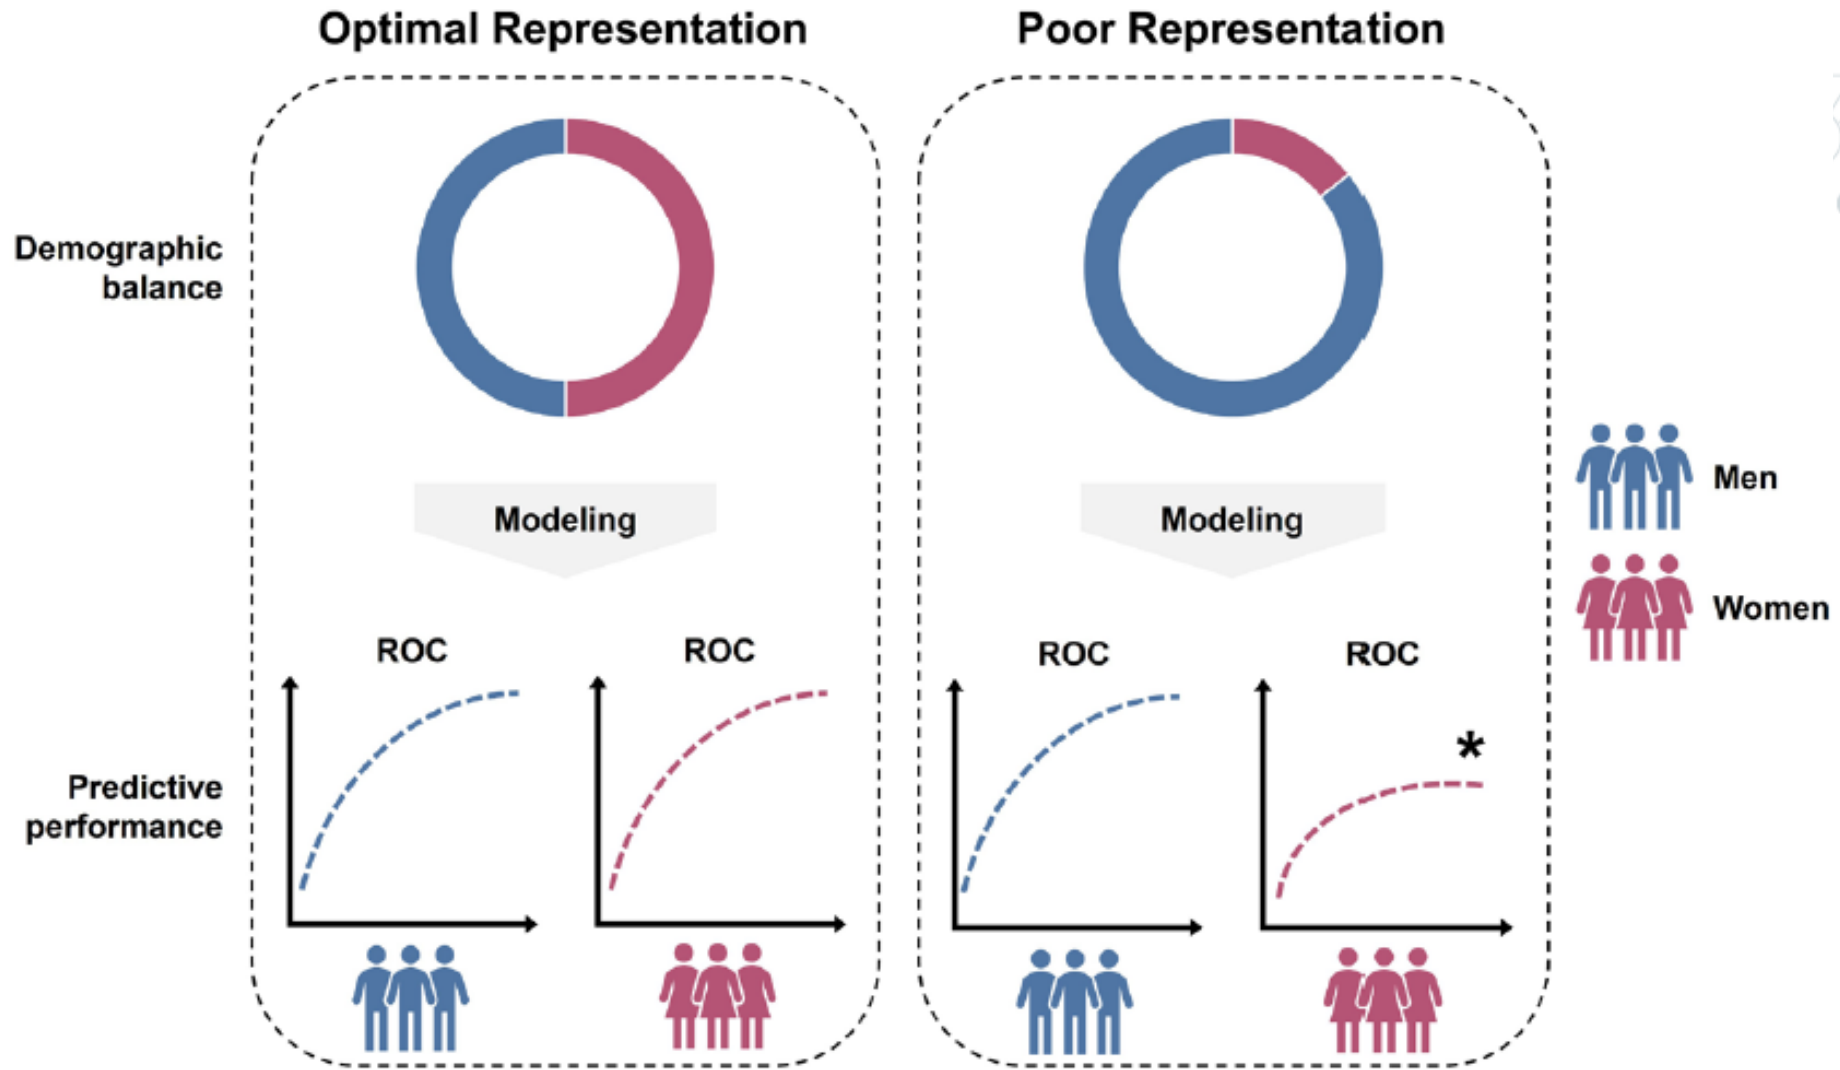 Optimal Representation
Poor Representation
Demographic
balance
Modeling
Modeling
Men
Women
ROC
ROC
ROC
ROC
*
Predictive
performance